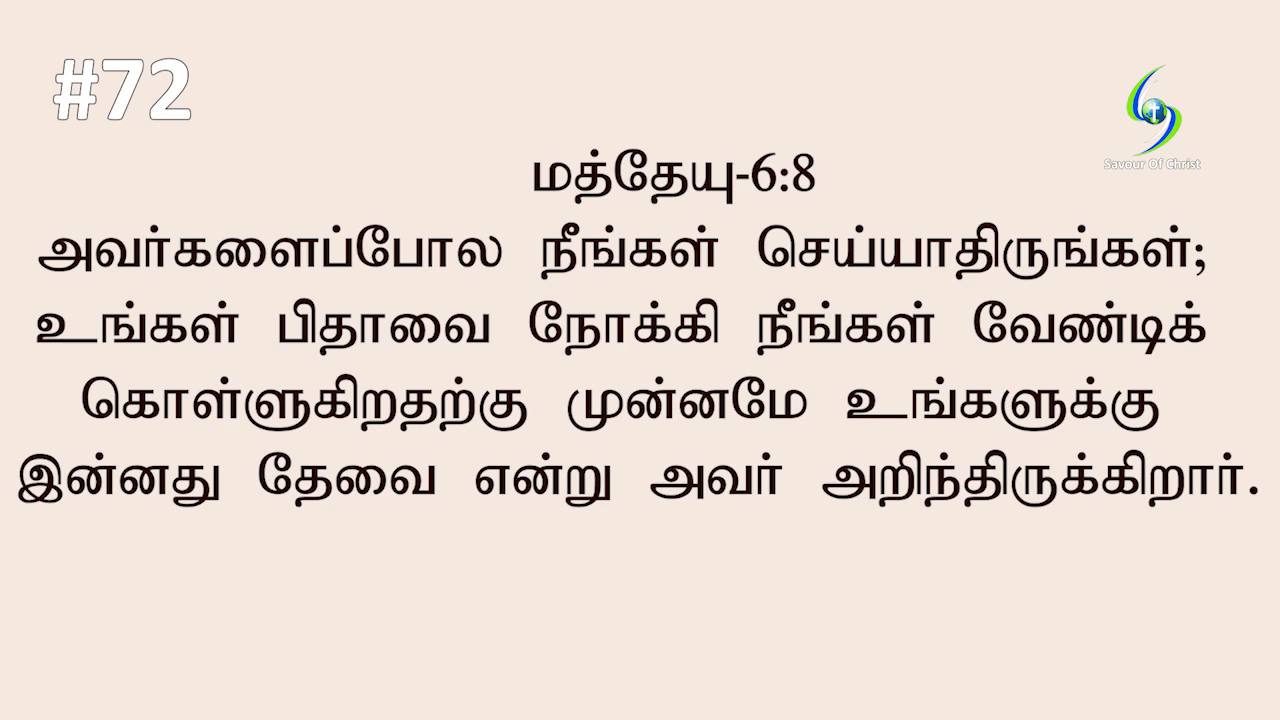 #72
Savour Of Christ
மத்தேயு-6:8
அவர்களைப்போல நீங்கள் செய்யாதிருங்கள்;
உங்கள் பிதாவை நோக்கி நீங்கள் வேண்டிக்
கொள்ளுகிறதற்கு முன்னமே உங்களுக்கு
இன்னது தேவை என்று அவர் அறிந்திருக்கிறார்.